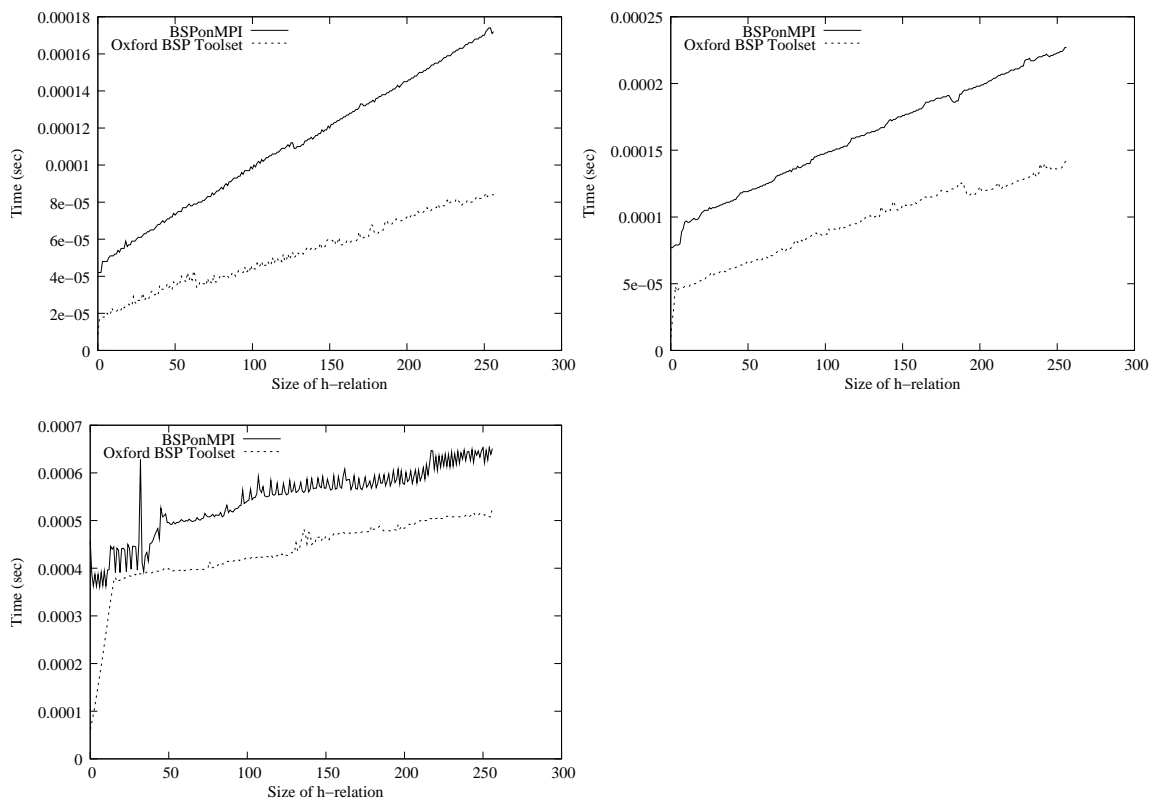 0.00018
0.00016
0.00014
0.00012
0.0001
8e−05
6e−05
4e−05
2e−05
0
0 50 100 150 200 250 300
Time (sec)
Size of h−relation
BSPonMPI
Oxford BSP Toolset
0.00025
0.0002
0.00015
0.0001
5e−05
0
0 50 100 150 200 250 300
Time (sec)
Size of h−relation
BSPonMPI
Oxford BSP Toolset
0.0007
0.0006
0.0005
0.0004
0.0003
0.0002
0.0001
0
0 50 100 150 200 250 300
Time (sec)
Size of h−relation
BSPonMPI
Oxford BSP Toolset